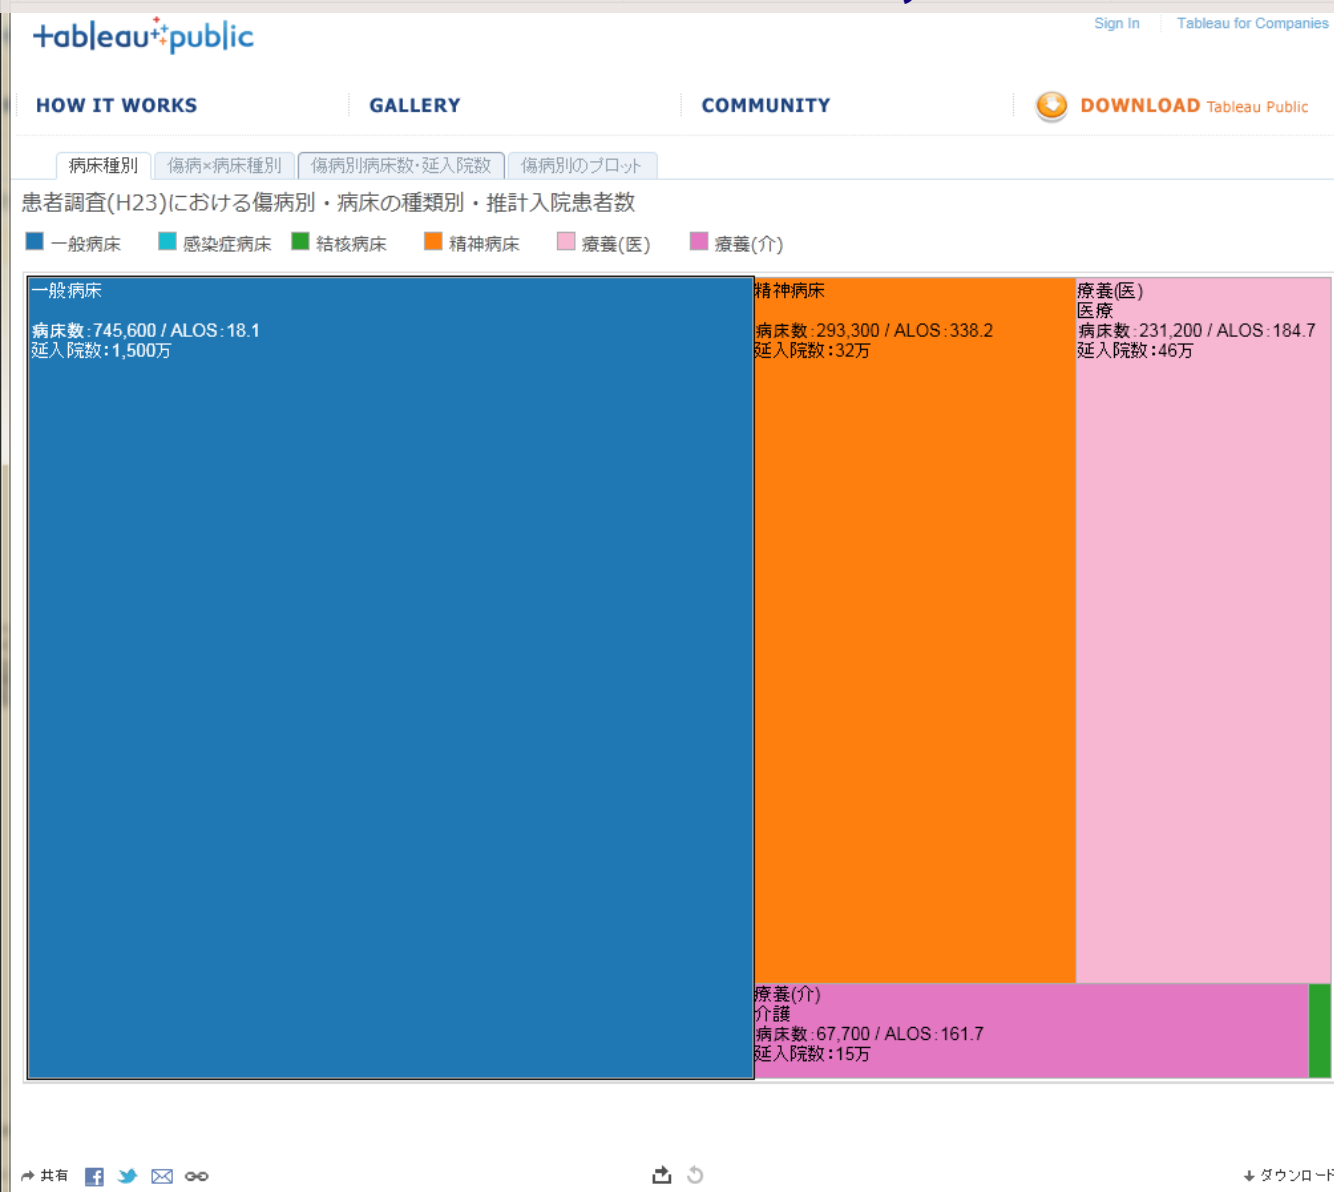 tableau public
Sign In
Tableau for Companies
HOW IT WORKS
GALLERY
COMMUNITY
DOWNLOAD Tableau Public
病床種別
傷病×病床種別
傷病別病床数・延入院数
傷病別のプロット
患者調査(H23)における傷病別・病床の種類別・推計入院患者数
一般病床
感染症病床
結核病床
精神病床
療養(医)
療養(介)
一般病床
病床数:745,600 / ALOS:18.1
延入院数:1,500万
精神病床
病床数:293,300 / ALOS:338.2
延入院数:32万
療養(医)
医療
病床数:231,200 / ALOS:184.7
延入院数:46万
療養(介)
介護
病床数:67,700 / ALOS:161.7
延入院数:15万
共有
ダウンロード